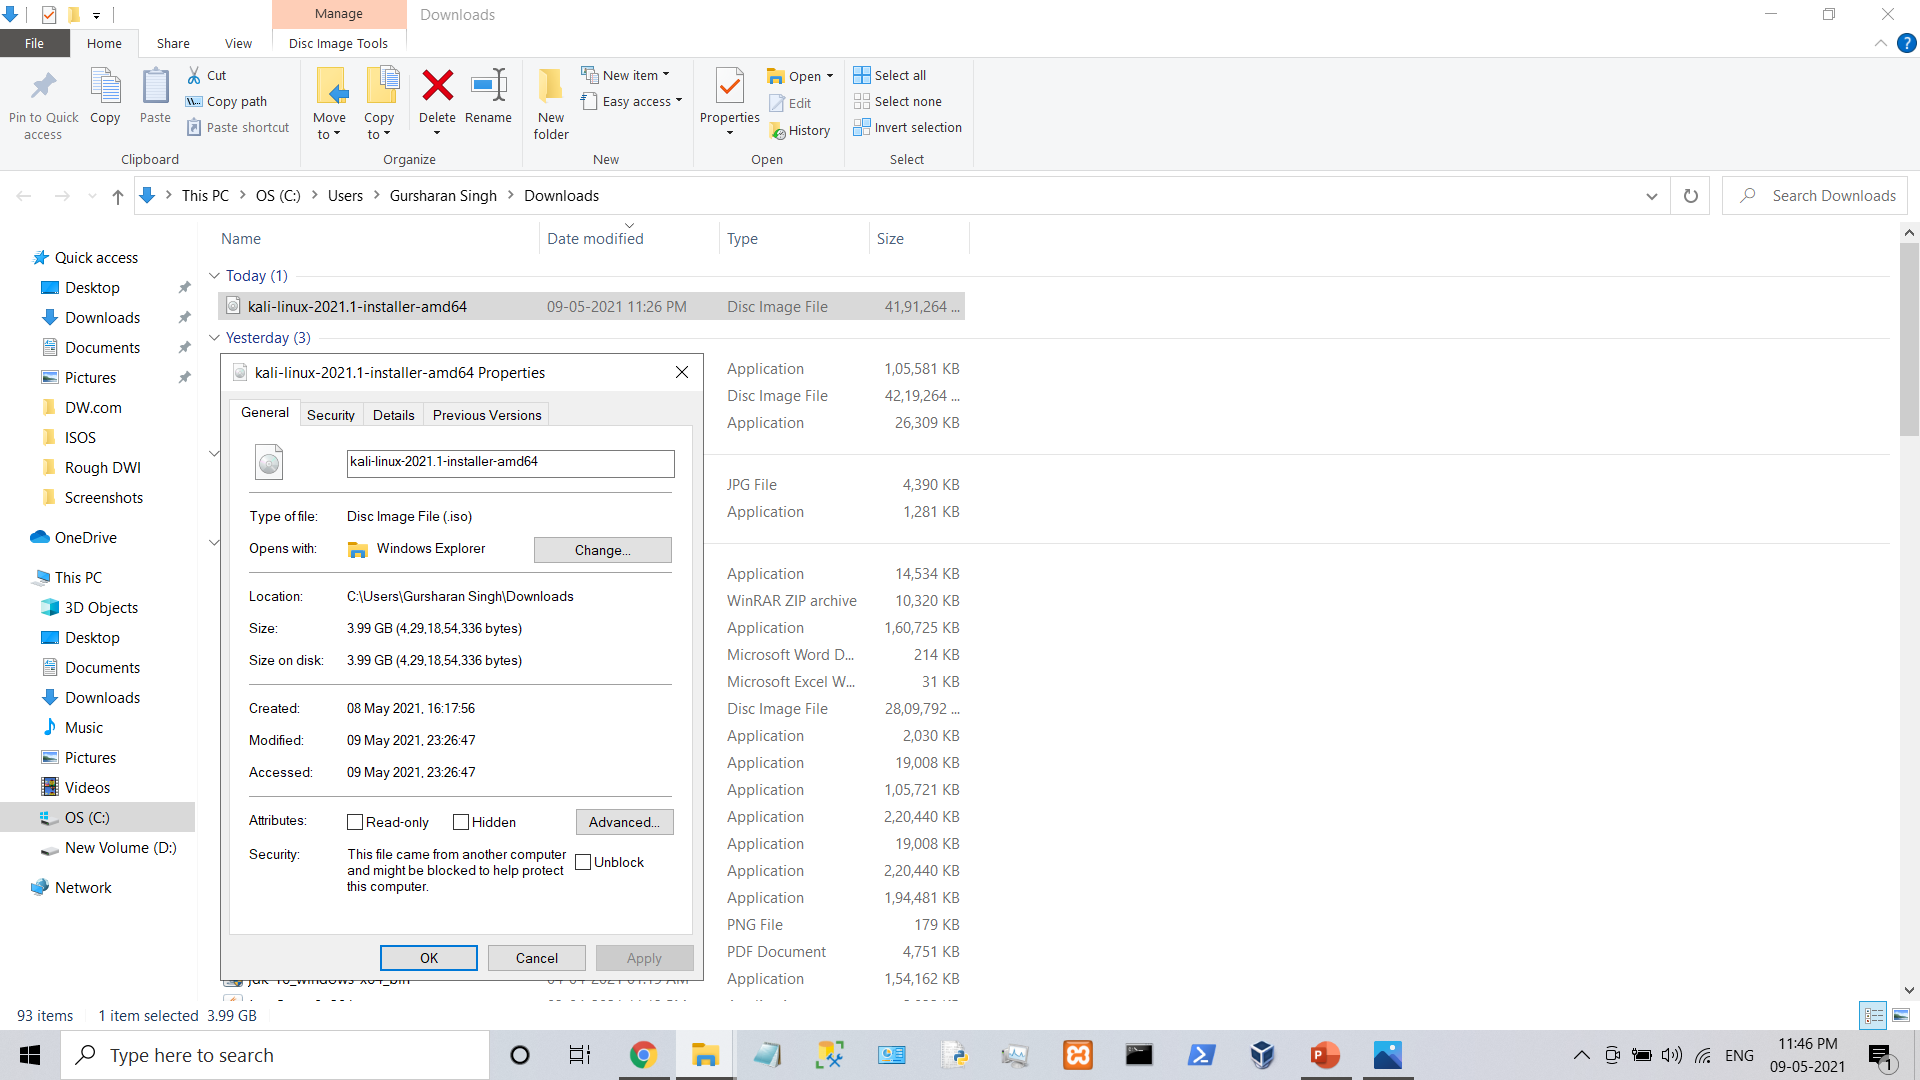 Manage
Downloads
File
Home
Share
View
Disc Image Tools
?
Pin to Quick access
Copy
Paste
Cut
Copy path
Paste shortcut
Clipboard
Move to
Copy to
Delete
Rename
Organize
New folder
New item
Easy access
New
Properties
Open
Edit
History
Open
Select all
Select none
Invert selection
Select
This PC
OS (C:)
Users
Gursharan Singh
Downloads
Search Downloads
Name
Date modified
Type
Size
Quick access
Desktop
Downloads
Documents
Pictures
DW.com
ISOS
Rough DWI
Screenshots
OneDrive
This PC
3D Objects
Desktop
Documents
Downloads
Music
Pictures
Videos
OS (C:)
New Volume (D:)
Network
Today (1)
kali-linux-2021.1-installer-amd64 09-05-2021 11:26 PM Disc Image File 41,91,264 ...
Yesterday (3)
Application 1,05,581 KB
Disc Image File 42,19,264 ...
Application 26,309 KB
JPG File 4,390 KB
Application 1,281 KB
Application 14,534 KB
WinRAR ZIP archive 10,320 KB
Application 1,60,725 KB
Microsoft Word D... 214 KB
Microsoft Excel W... 31 KB
Disc Image File 28,09,792 ...
Application 2,030 KB
Application 19,008 KB
Application 1,05,721 KB
Application 2,20,440 KB
Application 19,008 KB
Application 2,20,440 KB
Application 1,94,481 KB
PNG File 179 KB
PDF Document 4,751 KB
Application 1,54,162 KB
kali-linux-2021.1-installer-amd64 Properties
General
Security
Details
Previous Versions
kali-linux-2021.1-installer-amd64
Type of file: Disc Image File (.iso)
Opens with: Windows Explorer
Change...
Location: C:\Users\Gursharan Singh\Downloads
Size: 3.99 GB (4,29,18,54,336 bytes)
Size on disk: 3.99 GB (4,29,18,54,336 bytes)
Created: 08 May 2021, 16:17:56
Modified: 09 May 2021, 23:26:47
Accessed: 09 May 2021, 23:26:47
Attributes: Read-only Hidden
Advanced...
Security: This file came from another computer
and might be blocked to help protect
this computer.
Unblock
OK
Cancel
Apply
93 items
1 item selected 3.99 GB
Type here to search
ENG
11:46 PM
09-05-2021
1